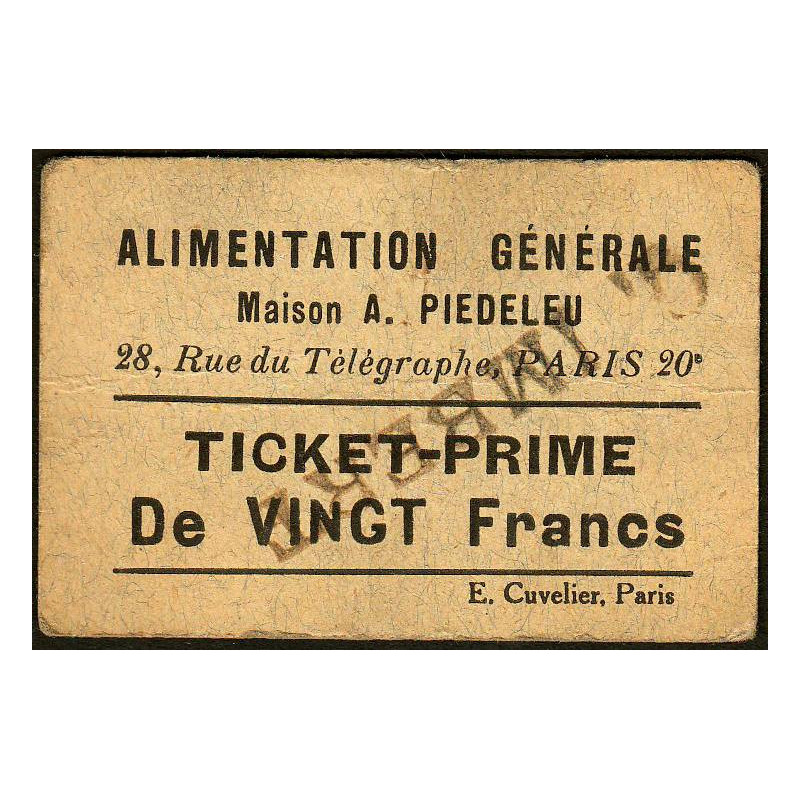 ALIMENTATION GÉNÉRALE
Maison A. PIEDELEU
28, Rue du Télégraphe, PARIS 20e
TICKET-PRIME
De VINGT Francs
E. Cuvelier, Paris